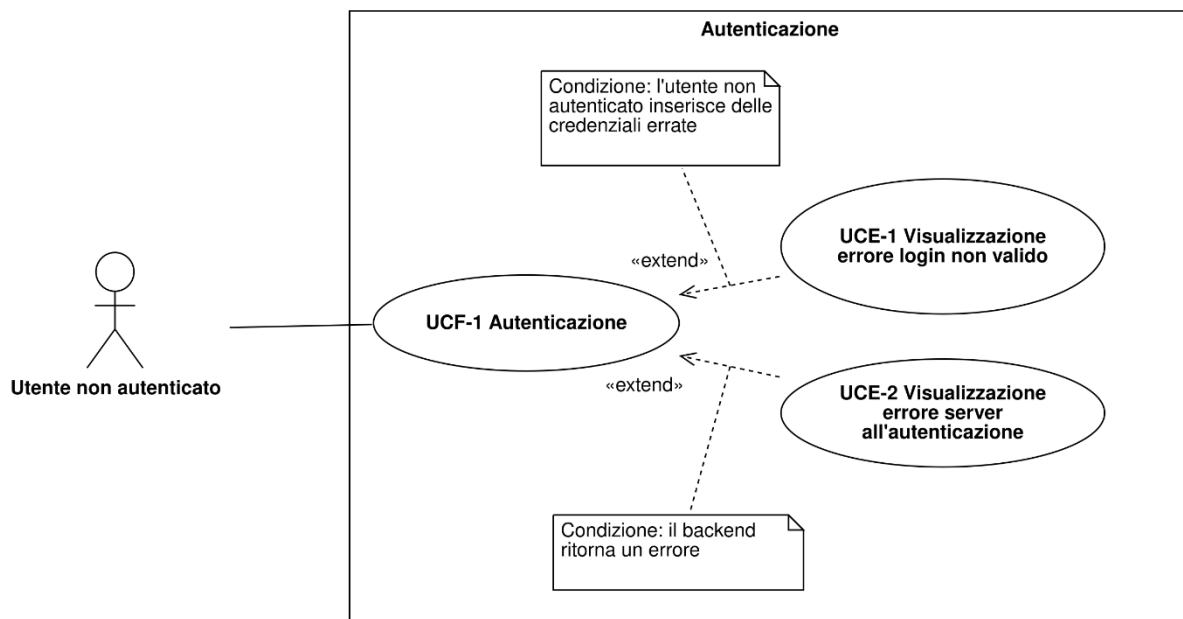 Autenticazione
Condizione: l'utente non
autenticato inserisce delle
credenziali errate
UCE-1 Visualizzazione
errore login non valido
«extend»
UCF-1 Autenticazione
Utente non autenticato
«extend»
UCE-2 Visualizzazione
errore server
all'autenticazione
Condizione: il backend
ritorna un errore